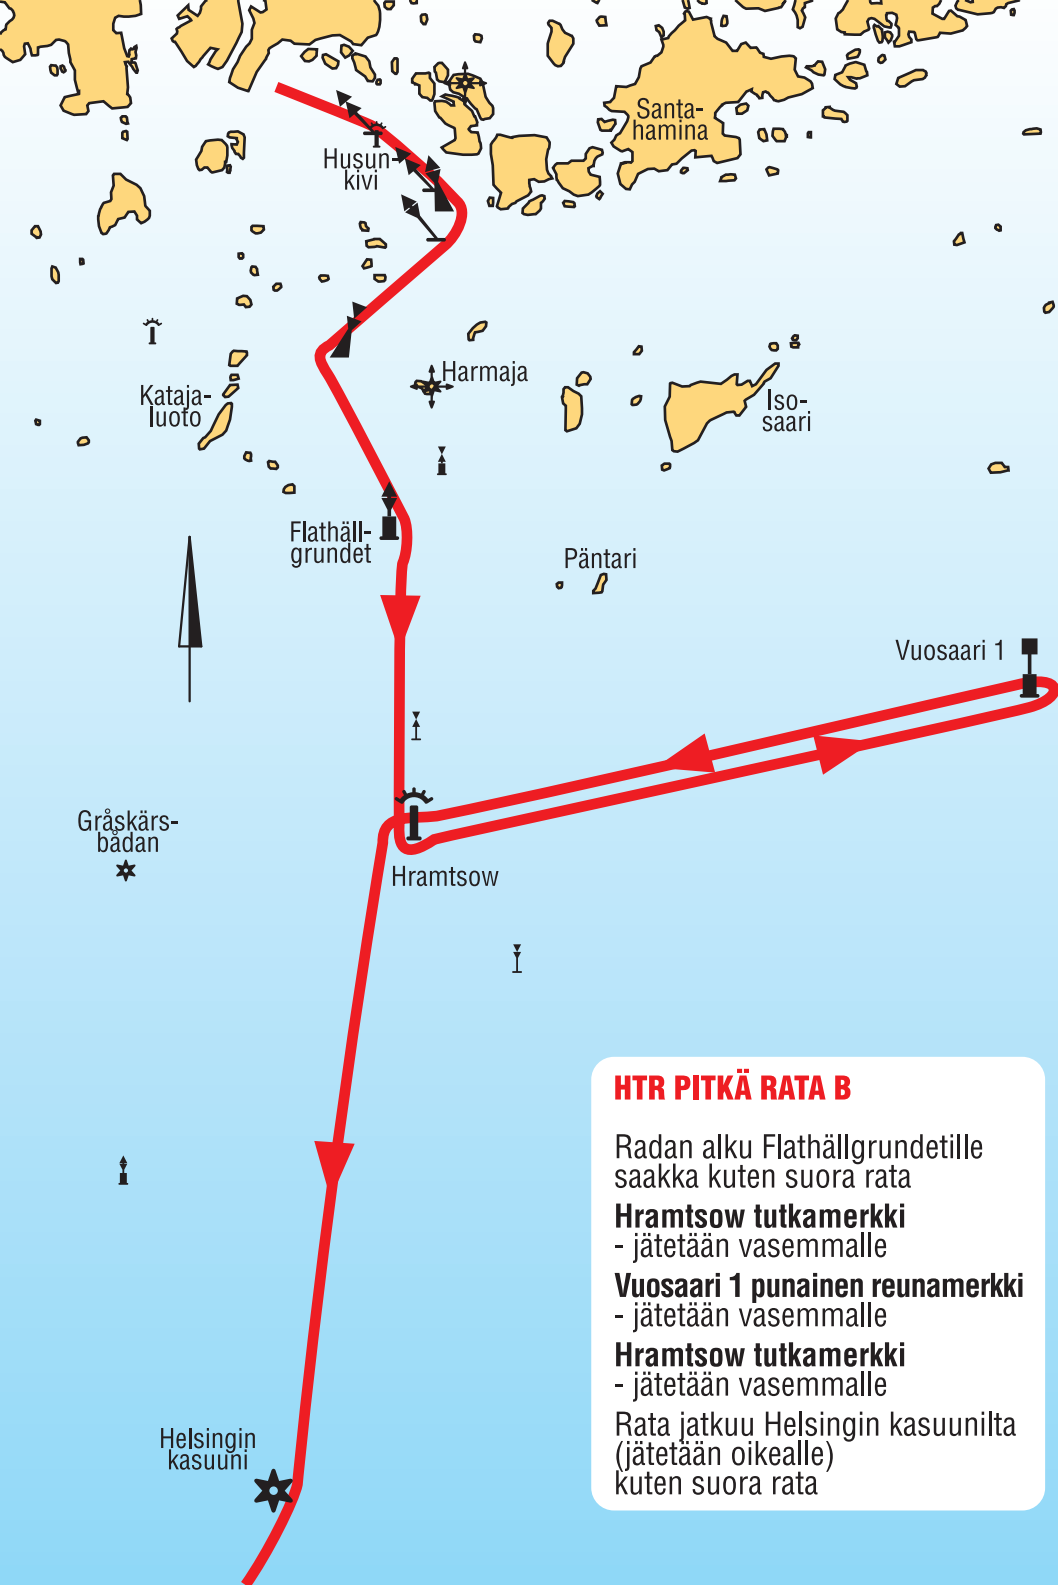 Santa-
hamina
Husun-
kivi
Harmaja
Kataja-
luoto
Iso-
saari
Flathäll-
grundet
Päntari
Vuosaari 1
Gråskärs-
bådan
Hramtsow
Helsingin
kasuuni
HTR PITKÄ RATA B
Radan alku Flathällgrundetille
saakka kuten suora rata
Hramtsow tutkamerkki
- jätetään vasemmalle
Vuosaari 1 punainen reunamerkki
- jätetään vasemmalle
Hramtsow tutkamerkki
- jätetään vasemmalle
Rata jatkuu Helsingin kasuunilta
(jätetään oikealle)
kuten suora rata